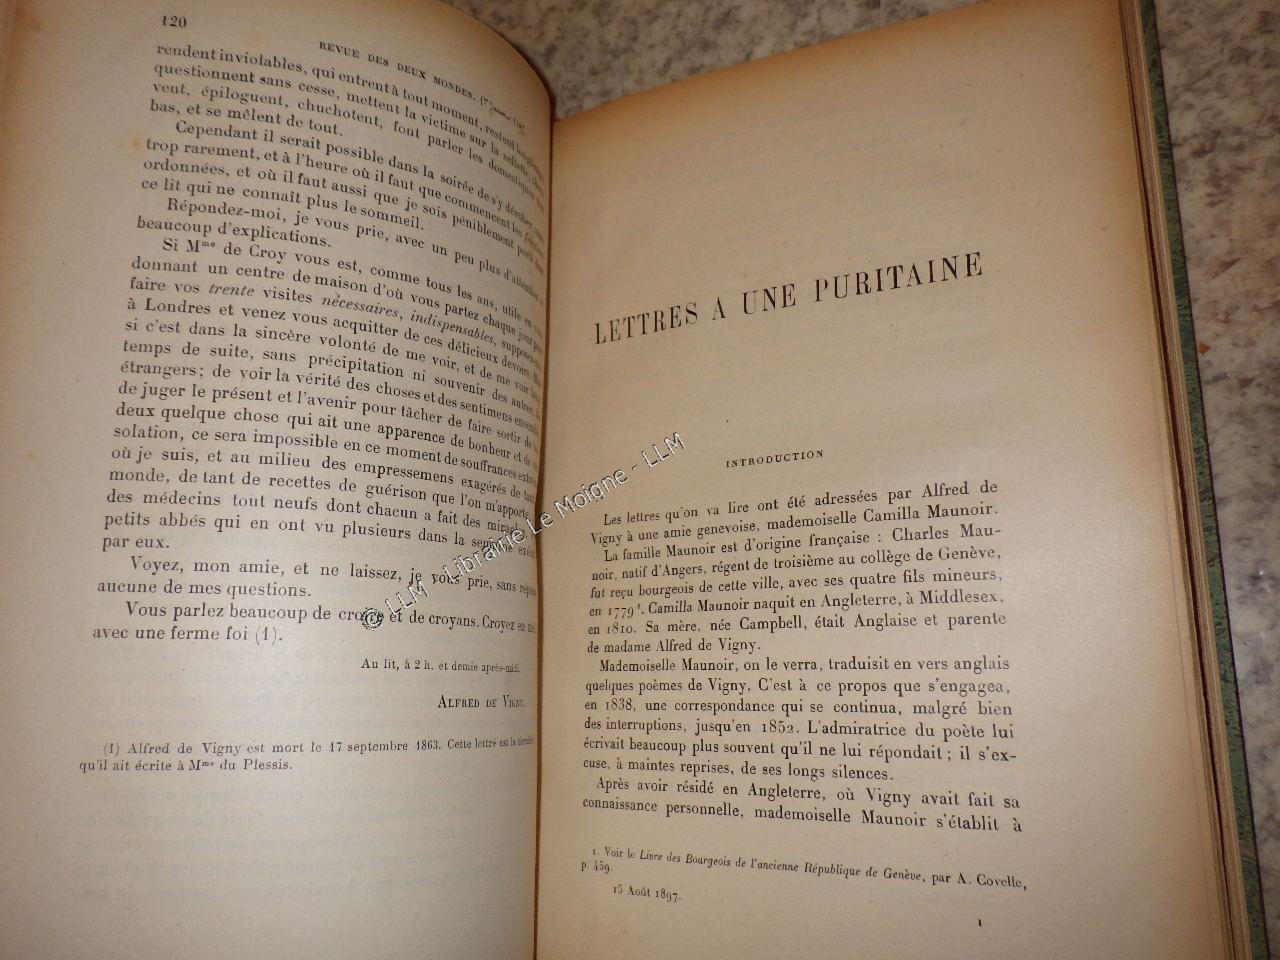 120
REVUE DES DEUX MONDES.
rendent inviolables, qui entrent à tout moment, restent
questionnent sans cesse, mettent la victime sur la sellette,
vent, épiloguent, chuchotent, font parler les domestiques
bas, et se mêlent de tout.
Cependant il serait possible dans la soirée de s'y dérober,
trop rarement, et à l'heure où il faut que commencent les
ordonnées, et où il faut aussi que je sois péniblement porté dans
ce lit qui ne connaît plus le sommeil.
Répondez-moi, je vous prie, avec un peu plus d'attention et
beaucoup d'explications.
Si Mme de Croy vous est, comme tous les ans, utile en vous
donnant un centre de maison d'où vous partez chaque jour pour
faire vos trente visites nécessaires, indispensables,
à Londres et venez vous acquitter de ces délicieux devoirs. Mais
si c'est dans la sincère volonté de me voir, et de me voir
temps de suite, sans précipitation ni souvenir des autres,
étrangers; de voir la vérité des choses et des sentimens ensemble
de juger le présent et l'avenir pour tâcher de faire sortir de
deux quelque chose qui ait une apparence de bonheur et de
solation, ce sera impossible en ce moment de souffrances
où je suis, et au milieu des empressemens exagérés de tant
monde, de tant de recettes de guérison que l'on m'apporte,
des médecins tout neufs dont chacun a fait des miracles
petits abbés qui en ont vu plusieurs dans la semaine
par eux.
Voyez, mon amie, et ne laissez, je vous prie, sans réponse
aucune de mes questions.
Vous parlez beaucoup de croire et de croyans. Croyez en moi
avec une ferme foi (1).
Au lit, à 2 h. et demie après-midi.
ALFRED DE VIGNY.
(1) Alfred de Vigny est mort le 17 septembre 1863. Cette lettre est la dernière
qu'il ait écrite à Mme du Plessis.
LETTRES A UNE PURITAINE
INTRODUCTION
Les lettres qu'on va lire ont été adressées par Alfred de
Vigny à une amie genevoise, mademoiselle Camilla Maunoir.
La famille Maunoir est d'origine française : Charles Mau-
noir, natif d'Angers, régent de troisième au collège de Genève,
fut reçu bourgeois de cette ville, avec ses quatre fils mineurs,
en 1779¹. Camilla Maunoir naquit en Angleterre, à Middlesex,
en 1810. Sa mère, née Campbell, était Anglaise et parente
de madame Alfred de Vigny.
Mademoiselle Maunoir, on le verra, traduisit en vers anglais
quelques poèmes de Vigny. C'est à ce propos que s'engagea,
en 1838, une correspondance qui se continua, malgré bien
des interruptions, jusqu'en 1852. L'admiratrice du poète lui
écrivait beaucoup plus souvent qu'il ne lui répondait ; il s'ex-
cuse, à maintes reprises, de ses longs silences.
Après avoir résidé en Angleterre, où Vigny avait fait sa
connaissance personnelle, mademoiselle Maunoir s'établit à
1. Voir le Livre des Bourgeois de l'ancienne République de Genève, par A. Covelle,
p. 459.
15 Août 1897.
1
© LLM - Librairie Le Moigne - LLM